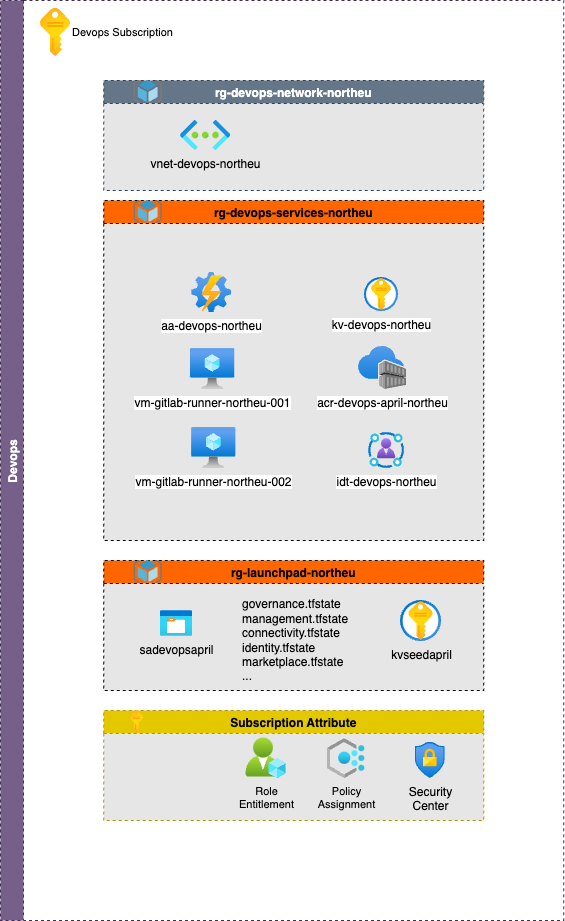 Devops Subscription
Devops
rg-devops-network-northeu
vnet-devops-northeu
rg-devops-services-northeu
aa-devops-northeu
kv-devops-northeu
vm-gitlab-runner-northeu-001
acr-devops-april-northeu
vm-gitlab-runner-northeu-002
idt-devops-northeu
rg-launchpad-northeu
sadevopsapril
governance.tfstate
management.tfstate
connectivity.tfstate
identity.tfstate
marketplace.tfstate
...
kvseedapril
Subscription Attribute
Role
Entitlement
Policy
Assignment
Security
Center